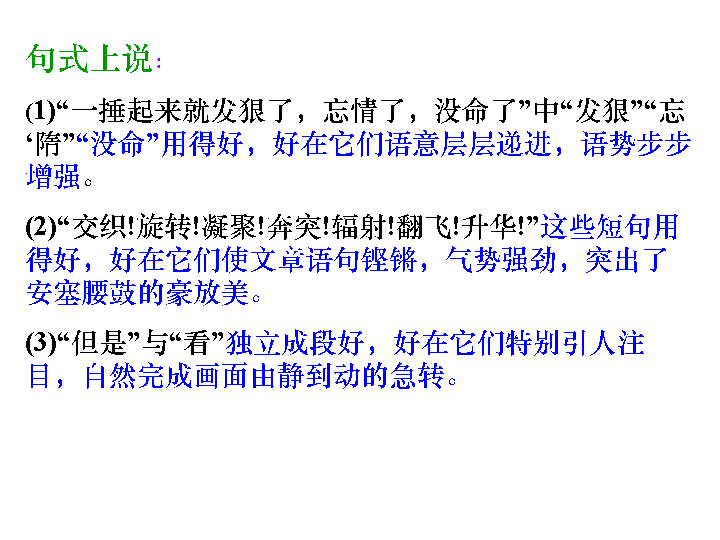 句式上说：
(1)“一捶起来就发狠了，忘情了，没命了”中“发狠”“忘
‘隋”“没命”用得好，好在它们语意层层递进，语势步步
增强。
(2)“交织!旋转!凝聚!奔突!辐射!翻飞!升华!”这些短句用
得好，好在它们使文章语句铿锵，气势强劲，突出了
安塞腰鼓的豪放美。
(3)“但是”与“看”独立成段好，好在它们特别引人注
目，自然完成画面由静到动的急转。